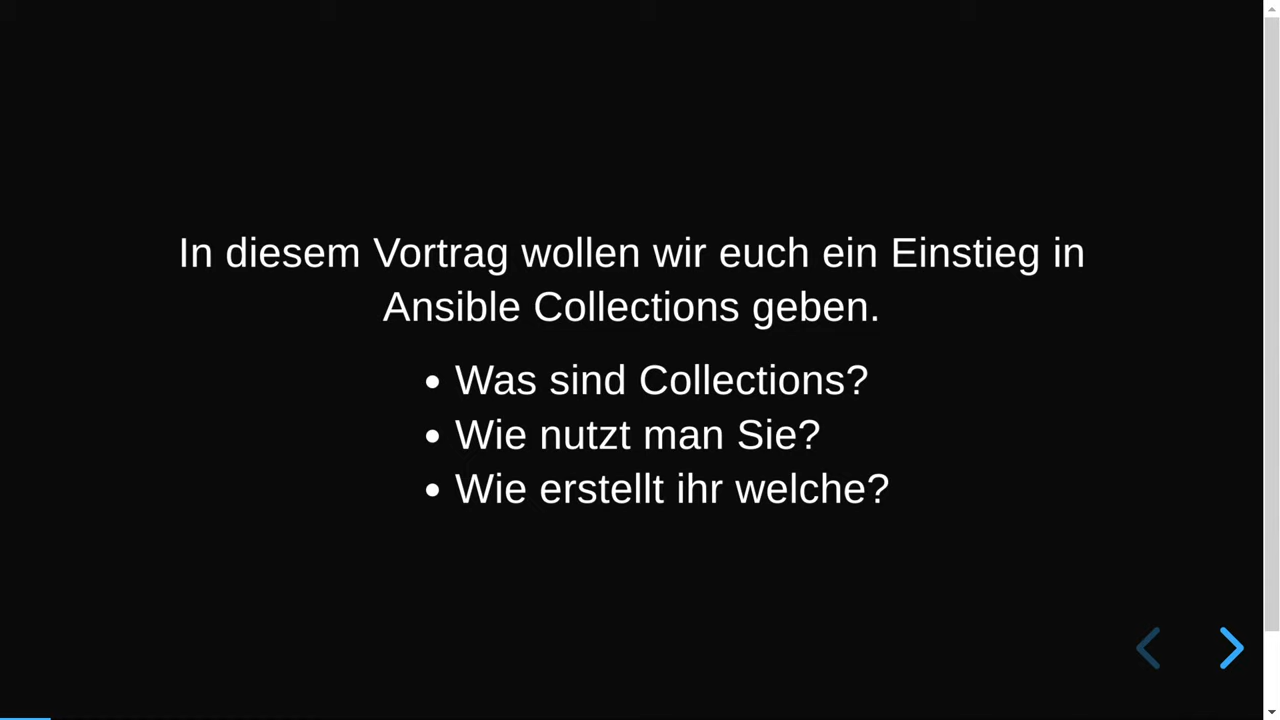 In diesem Vortrag wollen wir euch ein Einstieg in
Ansible Collections geben.
• Was sind Collections?
• Wie nutzt man Sie?
• Wie erstellt ihr welche?